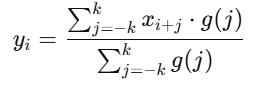 y_i = \frac{\sum_{j=-k}^{k} x_{i+j} \cdot g(j)}{\sum_{j=-k}^{k} g(j)}